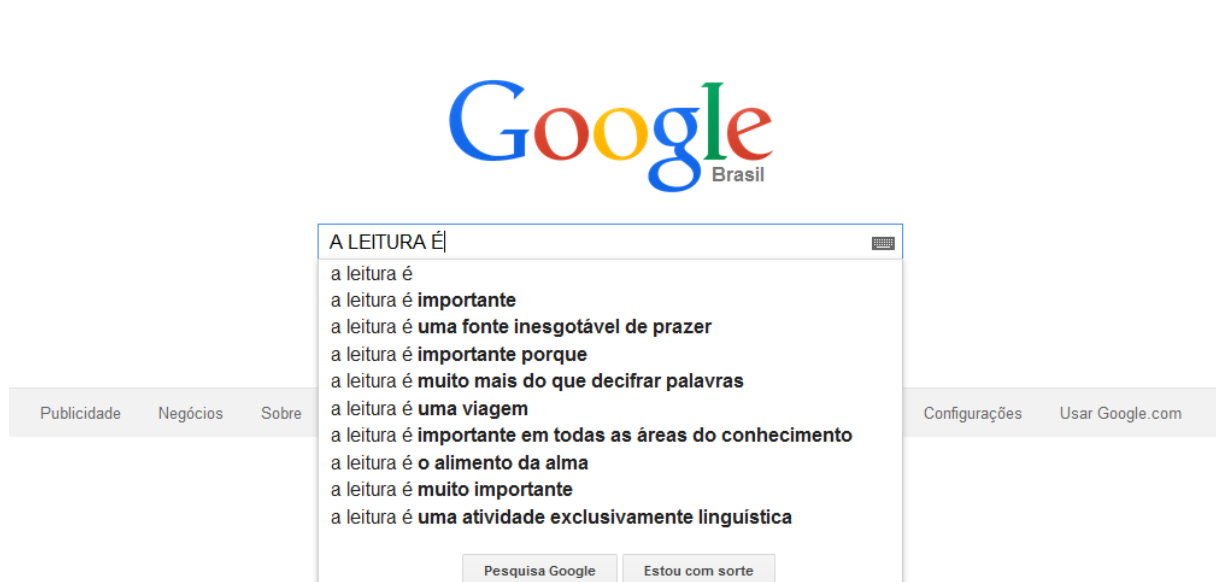 Google
Brasil
A LEITURA É
a leitura é
a leitura é importante
a leitura é uma fonte inesgotável de prazer
a leitura é importante porque
a leitura é muito mais do que decifrar palavras
a leitura é uma viagem
a leitura é importante em todas as áreas do conhecimento
a leitura é o alimento da alma
a leitura é muito importante
a leitura é uma atividade exclusivamente linguística
Publicidade Negócios Sobre Configurações Usar Google.com
Pesquisa Google Estou com sorte